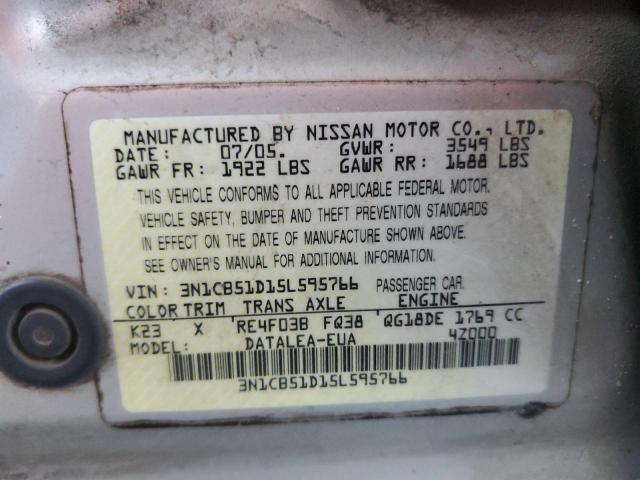 MANUFACTURED BY NISSAN MOTOR CO., LTD.
DATE: 07/05. GVWR: 3549 LBS
GAWR FR: 1922 LBS GAWR RR: 1688 LBS
THIS VEHICLE CONFORMS TO ALL APPLICABLE FEDERAL MOTOR.
VEHICLE SAFETY, BUMPER AND THEFT PREVENTION STANDARDS
IN EFFECT ON THE DATE OF MANUFACTURE SHOWN ABOVE.
SEE OWNER'S MANUAL FOR ADDITIONAL INFORMATION.
VIN: 3N1CB51D15L595766 PASSENGER CAR.
COLOR TRIM TRANS AXLE ENGINE
K23 X RE4F03B FQ38 QG18DE 1769 CC
MODEL: DATALEA-EUA 4Z000
3N1CB51D15L595766